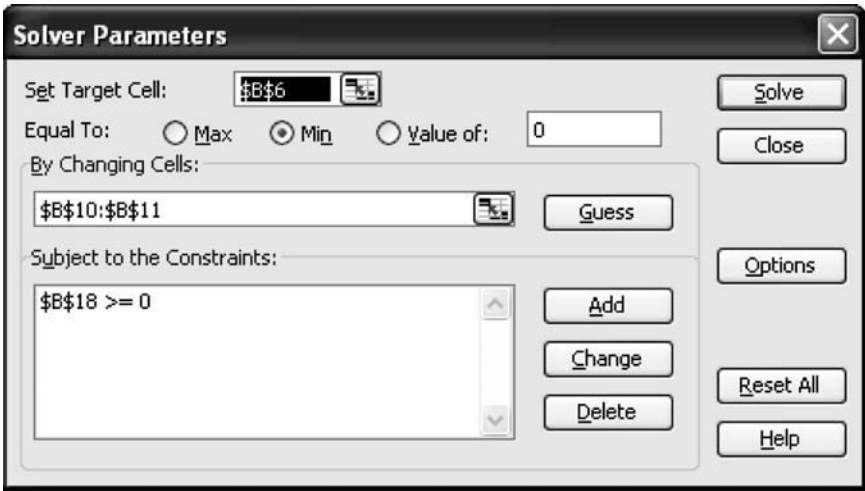 Solver Parameters
Set Target Cell: $B$6
Solve
Equal To: Max Min Value of: 0
Close
By Changing Cells:
$B$10:$B$11
Guess
Subject to the Constraints:
Options
$B$18 >= 0
Add
Change
Reset All
Delete
Help